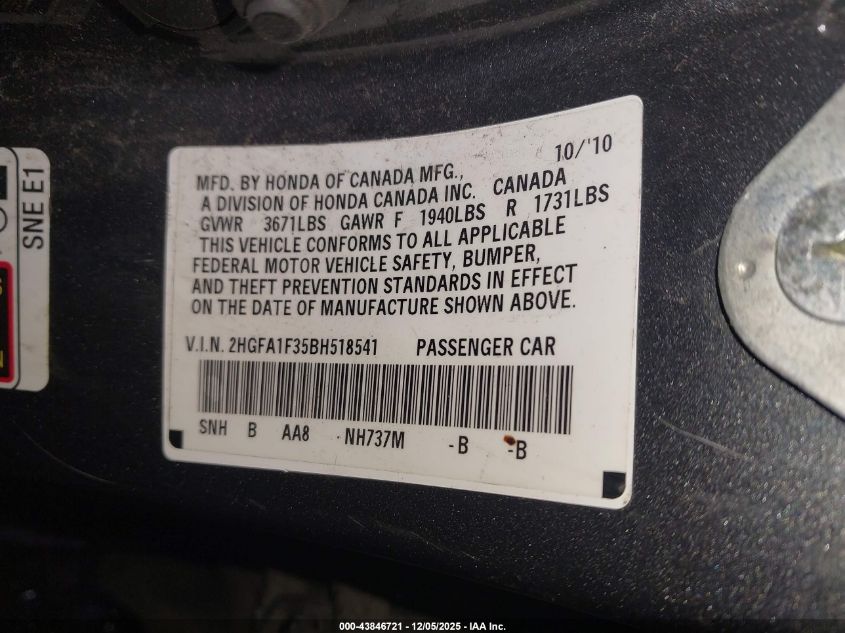 SNE E1
10/'10
MFD. BY HONDA OF CANADA MFG.,
A DIVISION OF HONDA CANADA INC. CANADA
GVWR 3671LBS GAWR F 1940LBS R 1731LBS
THIS VEHICLE CONFORMS TO ALL APPLICABLE
FEDERAL MOTOR VEHICLE SAFETY, BUMPER,
AND THEFT PREVENTION STANDARDS IN EFFECT
ON THE DATE OF MANUFACTURE SHOWN ABOVE.
V.I.N. 2HGFA1F35BH518541 PASSENGER CAR
SNH B AA8 NH737M -B -B
000-43846721 - 12/05/2025 - IAA Inc.